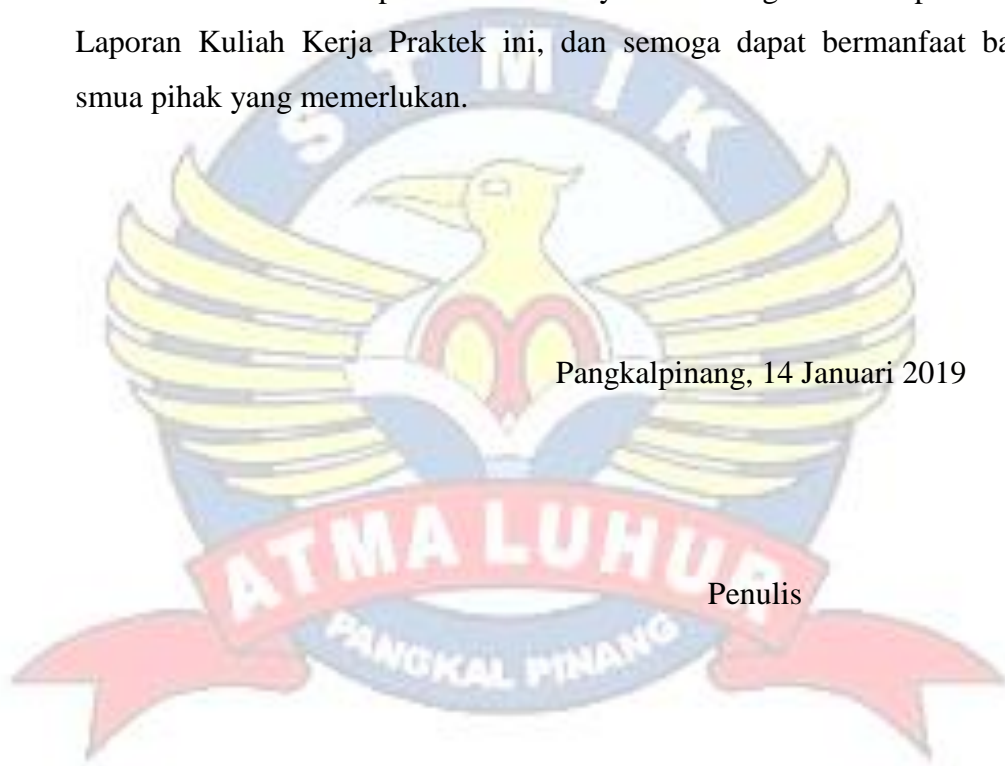 Laporan Kuliah Kerja Praktek ini, dan semoga dapat bermanfaat
smua pihak yang memerlukan.
STMIK
Pangkalpinang, 14 Januari 2019
ATMA LUHUR
Penulis
PANGKAL PINANG